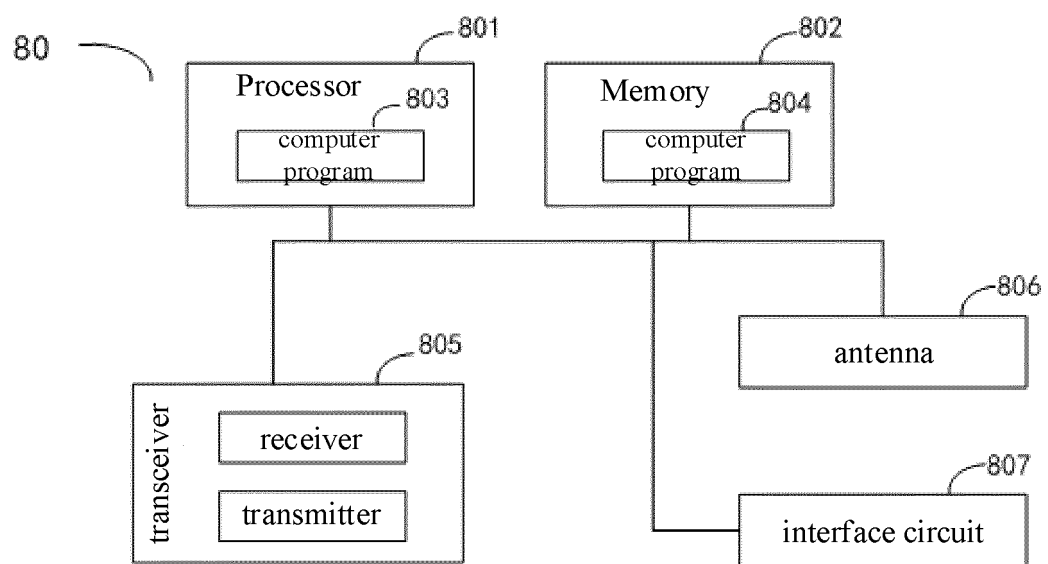 80
801
Processor
803
computer
program
802
Memory
804
computer
program
806
antenna
805
transceiver
receiver
transmitter
807
interface circuit